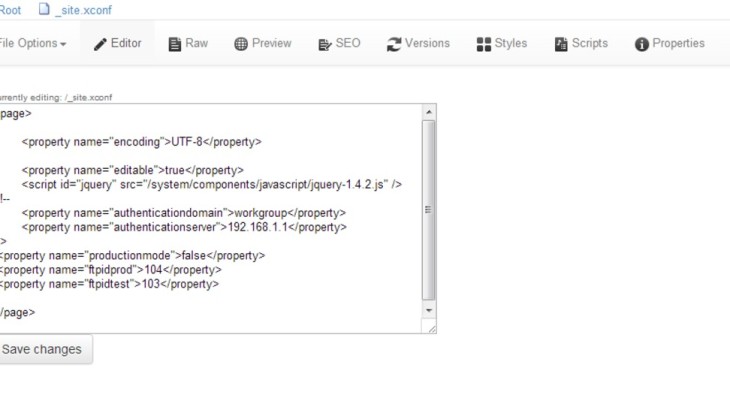 Root _site.xconf
File Options Editor Raw Preview SEO Versions Styles Scripts Properties
urrently editing: /_site.xconf
page>
<property name="encoding">UTF-8</property>
<property name="editable">true</property>
<script id="jquery" src="/system/components/javascript/jquery-1.4.2.js" />
!--
<property name="authenticationdomain">workgroup</property>
<property name="authenticationserver">192.168.1.1</property>
>
<property name="productionmode">false</property>
<property name="ftpidprod">104</property>
<property name="ftpidtest">103</property>
/page>
Save changes